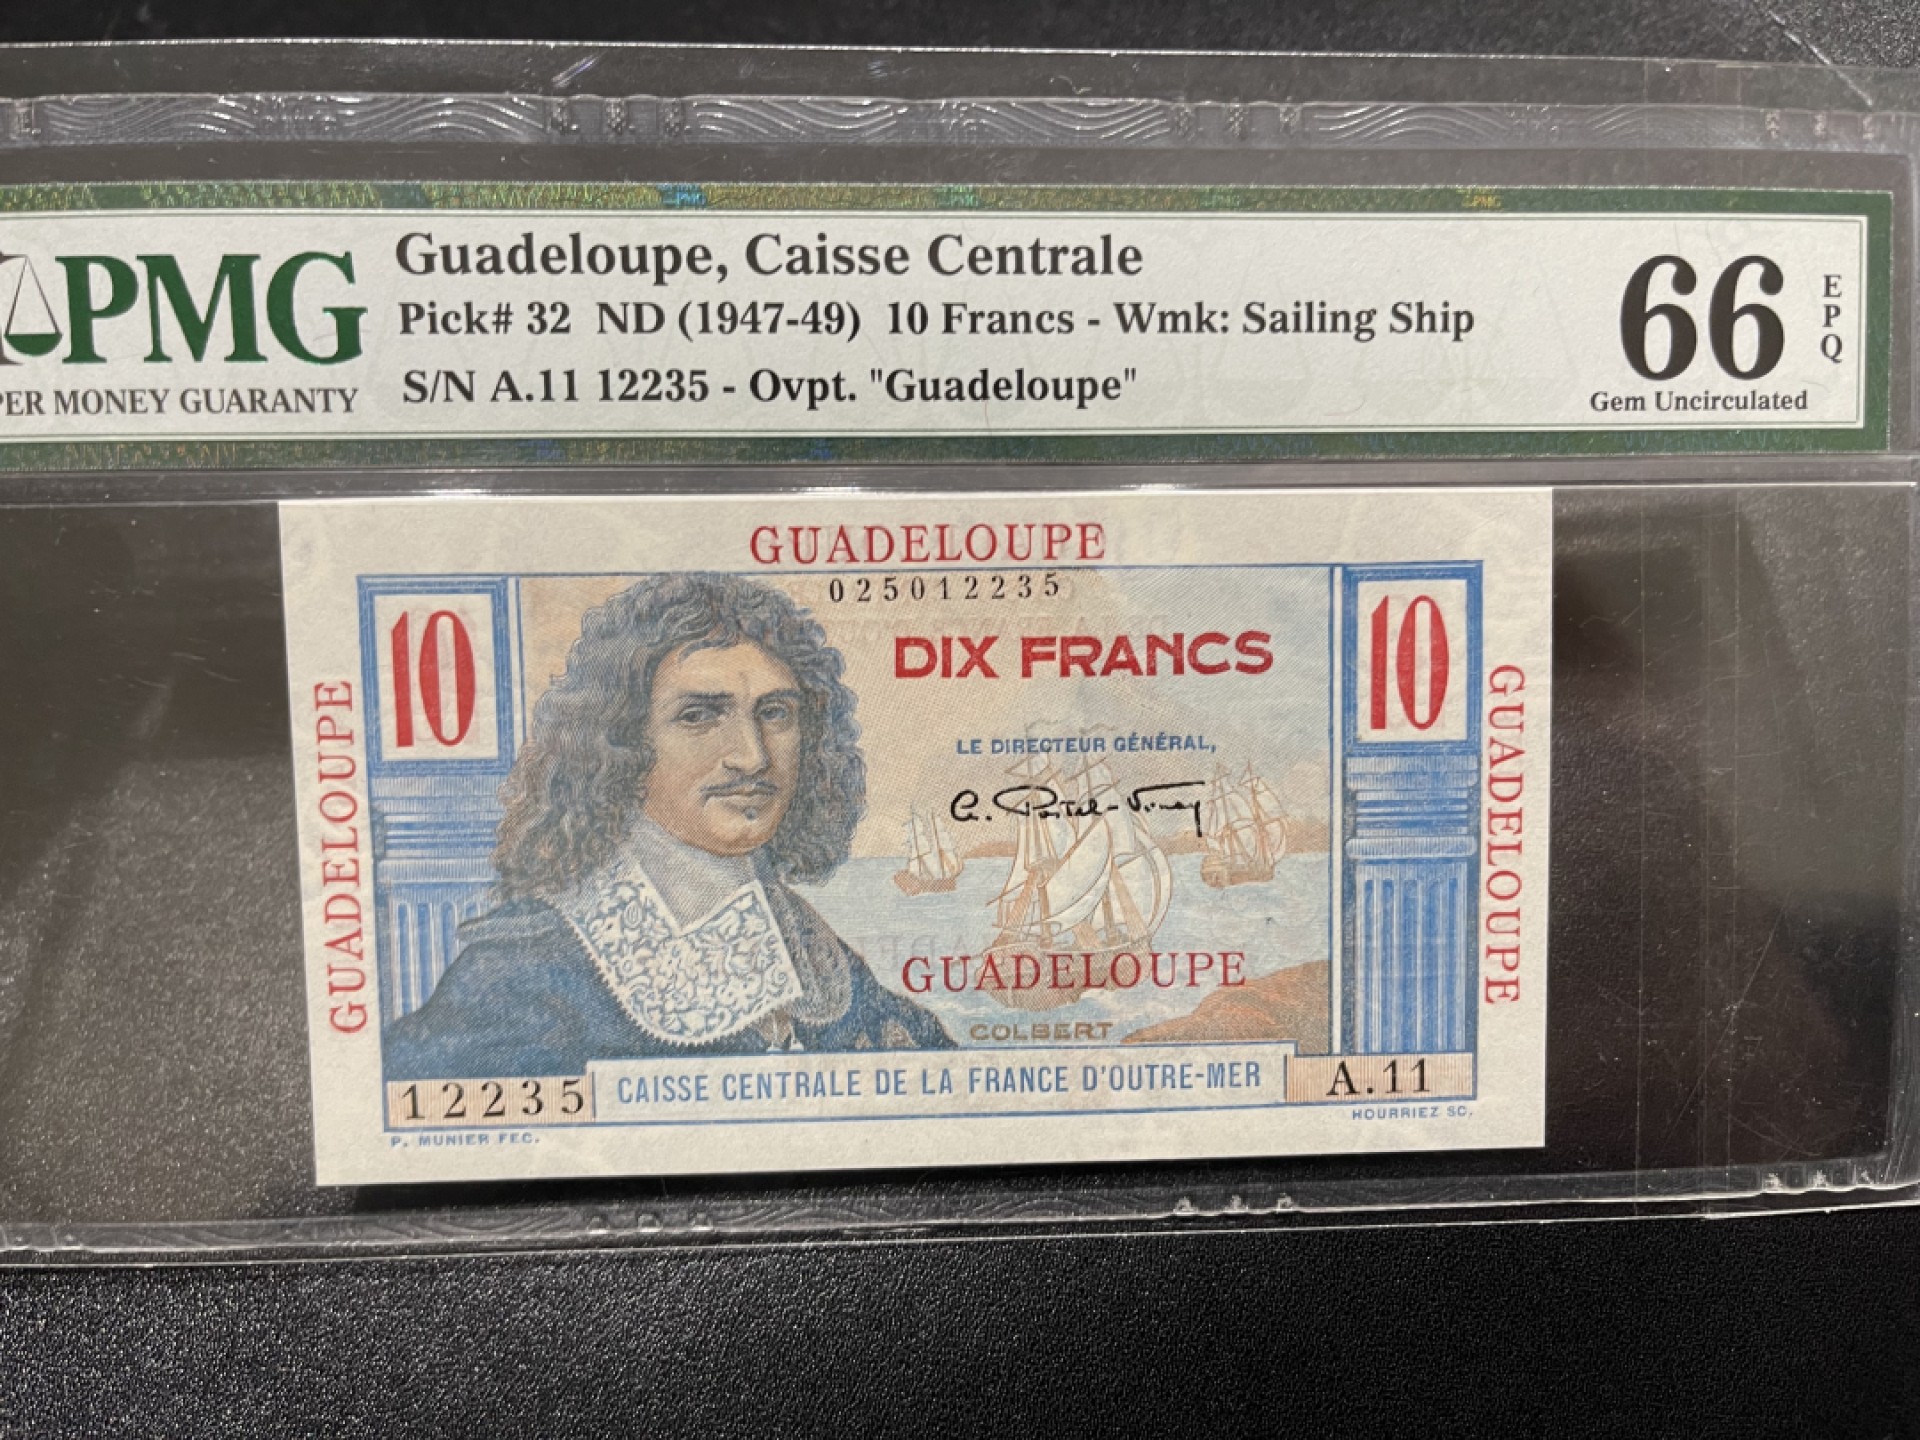 PMG
PER MONEY GUARANTY
Guadeloupe, Caisse Centrale
Pick# 32 ND (1947-49) 10 Francs - Wmk: Sailing Ship
S/N A.11 12235 - Ovpt. "Guadeloupe"
66
EPQ
Gem Uncirculated
GUADELOUPE
025012235
10
DIX FRANCS
10
GUADELOUPE
GUADELOUPE
LE DIRECTEUR GÉNÉRAL,
GUADELOUPE
COLBERT
12235
CAISSE CENTRALE DE LA FRANCE D'OUTRE-MER
A.11
P. MUNIER FEC.
HOURRIEZ SC.